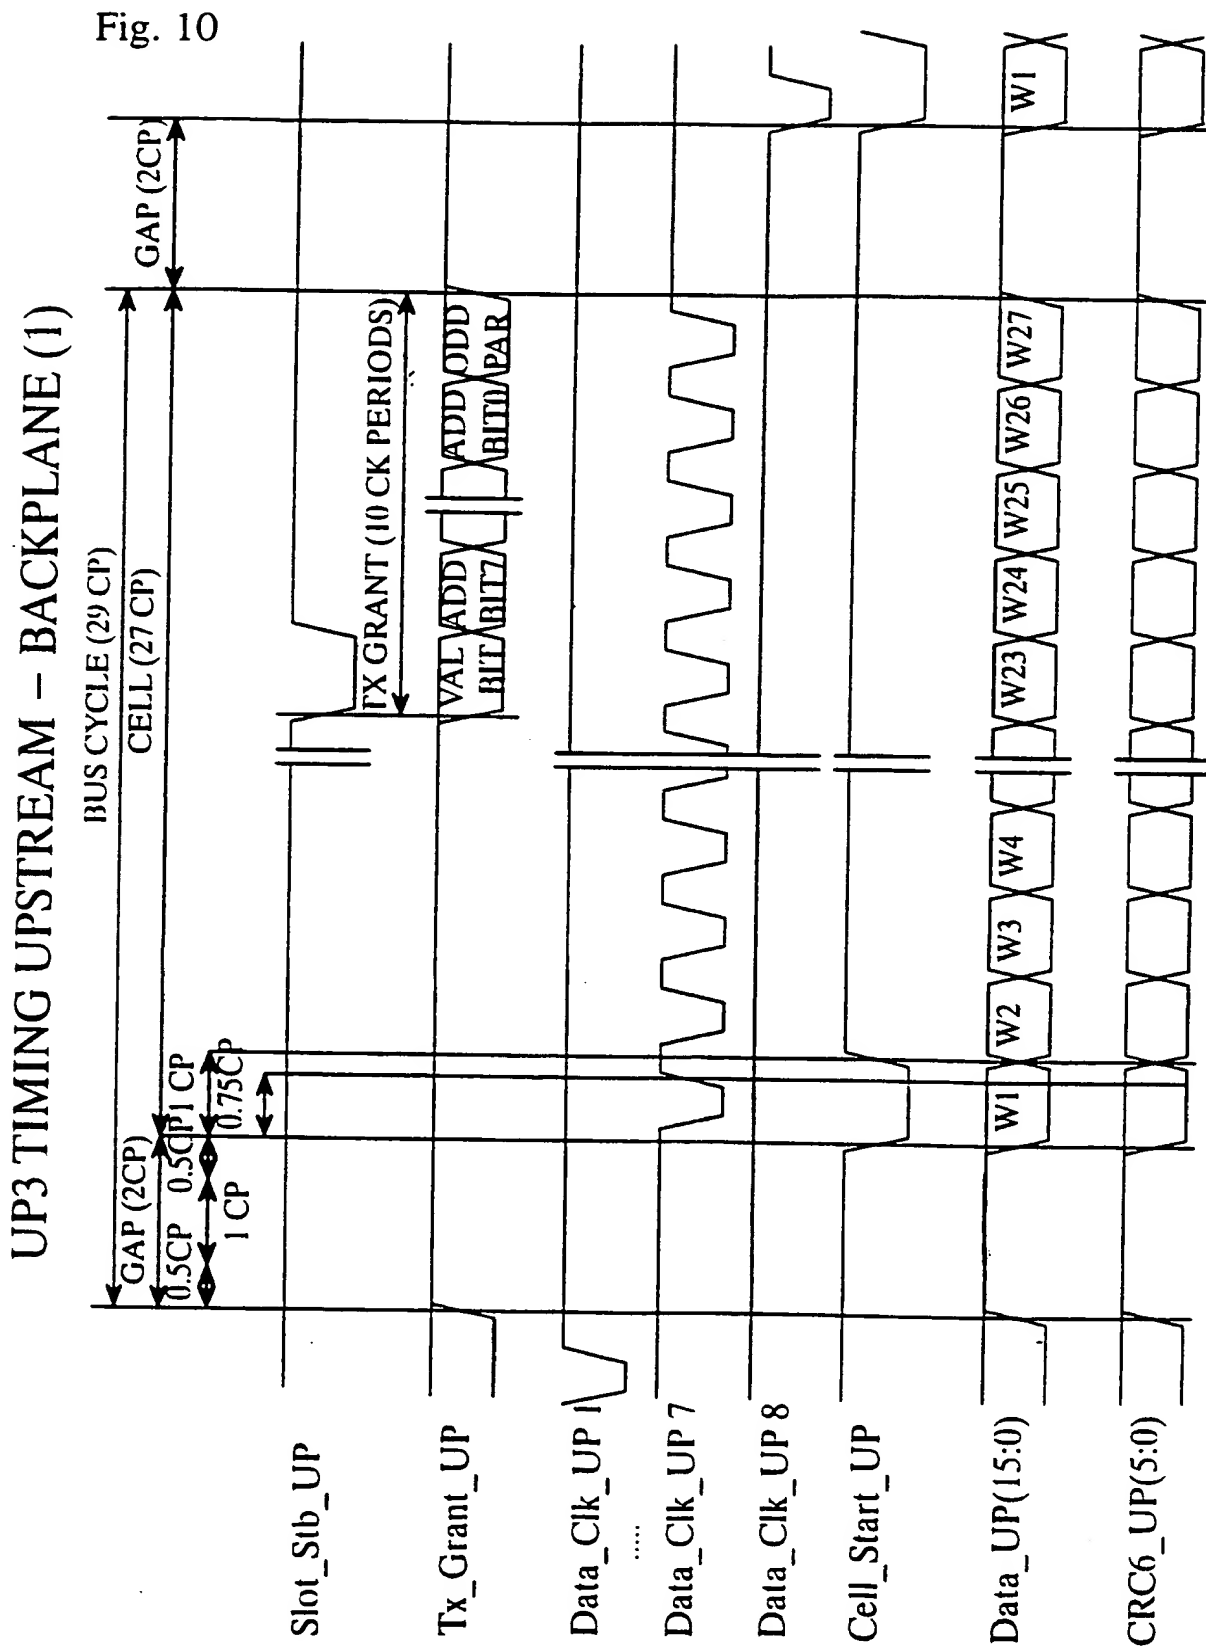 Fig. 10
UP3 TIMING UPSTREAM – BACKPLANE (1)
BUS CYCLE (29 CP)
GAP (2CP)
CELL (27 CP)
GAP (2CP)
0.5CP
0.5CP
1 CP
1 CP
0.75CP
Slot_Stb_UP
TX GRANT (10 CK PERIODS)
Tx_Grant_UP
VAL BIT
ADD BIT7
ADD BIT0
ODD PAR
Data_Clk_UP 1
.....
Data_Clk_UP 7
Data_Clk_UP 8
Cell_Start_UP
Data_UP(15:0)
W1 W2 W3 W4 W23 W24 W25 W26 W27 W1
CRC6_UP(5:0)